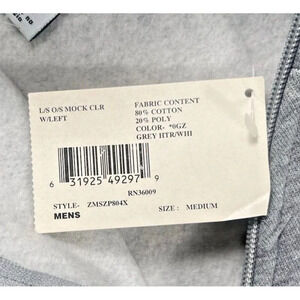 L/S O/S MOCK CLR
W/LEFT
FABRIC CONTENT
80% COTTON
20% POLY
COLOR- *0GZ
GREY HTR/WHI
6 31925 49297 9
RN36009
STYLE- ZMSZP804X
MENS
SIZE: MEDIUM